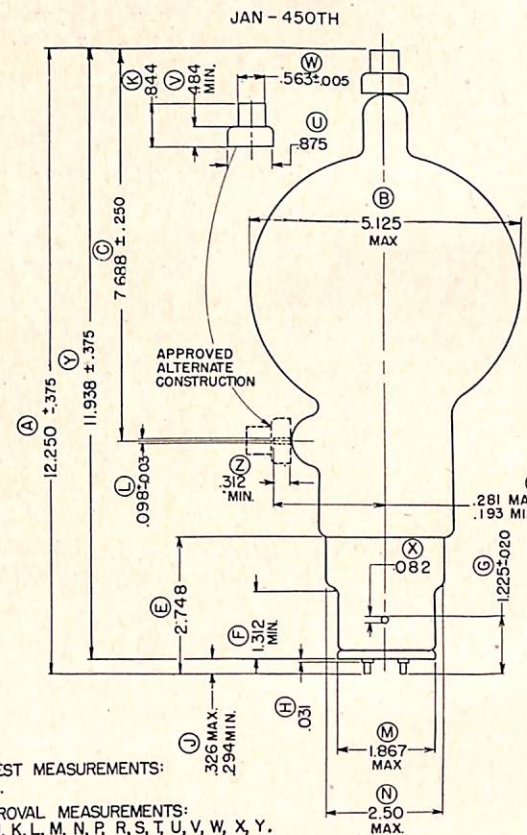 JAN-450TH
Ⓦ
.563±.005
Ⓚ
.844
Ⓥ
.484
MIN.
Ⓤ
.875
Ⓑ
5.125
MAX
Ⓒ
7.688 ± .250
Ⓨ
11.938 ± .375
Ⓐ
12.250 ± .375
APPROVED
ALTERNATE
CONSTRUCTION
Ⓛ
.098±.003
Ⓩ
.312
MIN.
.281 MA
.193 MI
Ⓧ
.082
Ⓖ
1.225±.020
Ⓔ
2.748
Ⓕ
1.312
MIN.
Ⓗ
.031
Ⓙ
.326 MAX.
.294 MIN.
Ⓜ
1.867
MAX
Ⓝ
2.50
MAX
EST MEASUREMENTS:
ROVAL MEASUREMENTS:
K, L, M, N, P, R, S, T, U, V, W, X, Y.